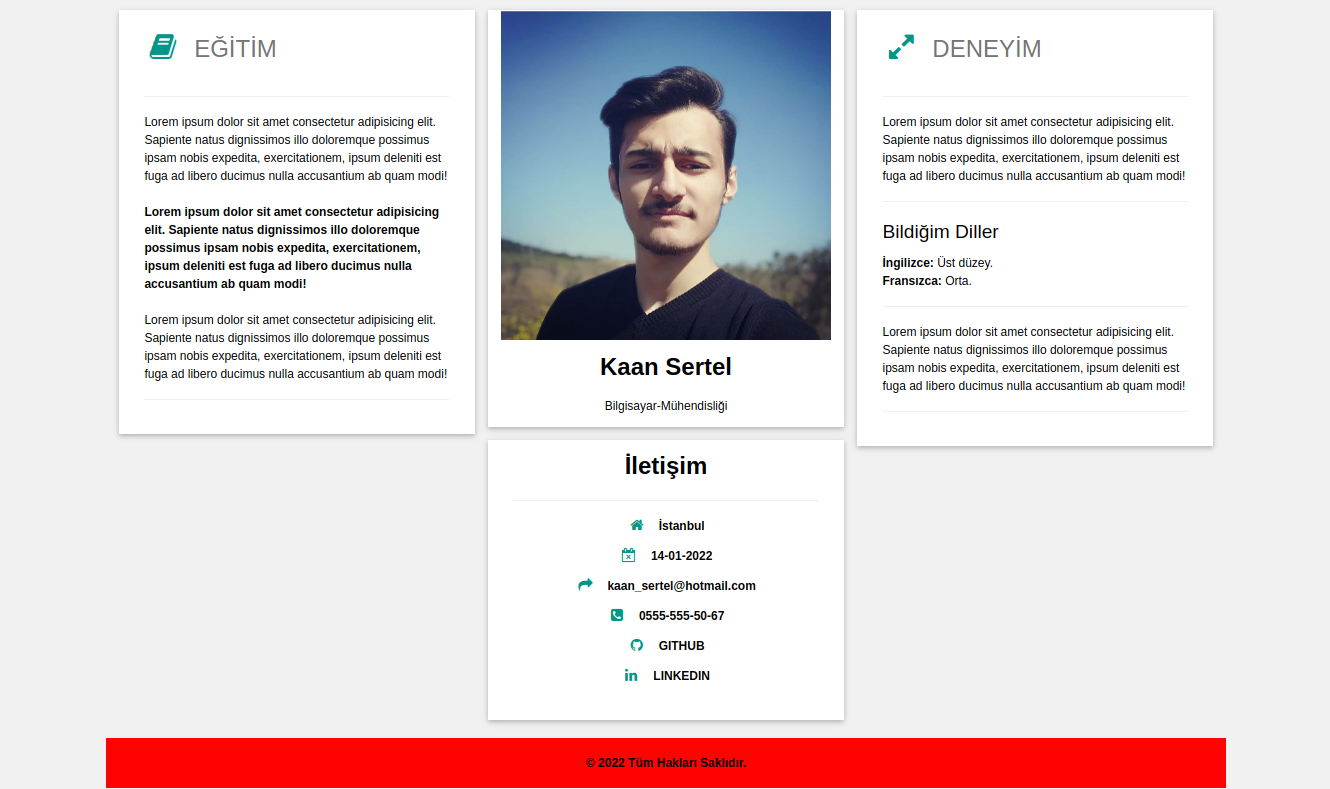 EĞİTİM
Lorem ipsum dolor sit amet consectetur adipisicing elit.
Sapiente natus dignissimos illo doloremque possimus
ipsam nobis expedita, exercitationem, ipsum deleniti est
fuga ad libero ducimus nulla accusantium ab quam modi!
Lorem ipsum dolor sit amet consectetur adipisicing
elit. Sapiente natus dignissimos illo doloremque
possimus ipsam nobis expedita, exercitationem,
ipsum deleniti est fuga ad libero ducimus nulla
accusantium ab quam modi!
Lorem ipsum dolor sit amet consectetur adipisicing elit.
Sapiente natus dignissimos illo doloremque possimus
ipsam nobis expedita, exercitationem, ipsum deleniti est
fuga ad libero ducimus nulla accusantium ab quam modi!
Kaan Sertel
Bilgisayar-Mühendisliği
İletişim
İstanbul
14-01-2022
kaan_sertel@hotmail.com
0555-555-50-67
GITHUB
LINKEDIN
DENEYİM
Lorem ipsum dolor sit amet consectetur adipisicing elit.
Sapiente natus dignissimos illo doloremque possimus
ipsam nobis expedita, exercitationem, ipsum deleniti est
fuga ad libero ducimus nulla accusantium ab quam modi!
Bildiğim Diller
İngilizce: Üst düzey.
Fransızca: Orta.
Lorem ipsum dolor sit amet consectetur adipisicing elit.
Sapiente natus dignissimos illo doloremque possimus
ipsam nobis expedita, exercitationem, ipsum deleniti est
fuga ad libero ducimus nulla accusantium ab quam modi!
© 2022 Tüm Hakları Saklıdır.